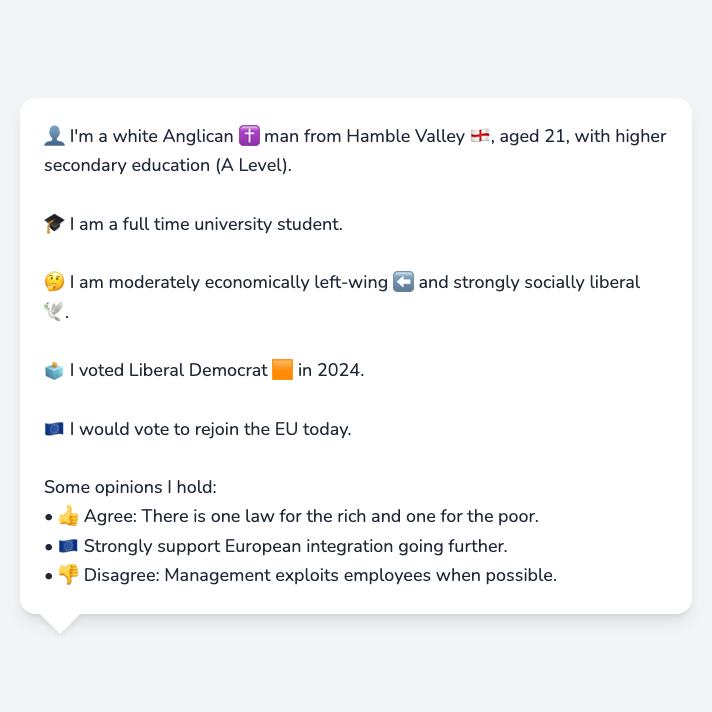 👤 I'm a white Anglican ✝️ man from Hamble Valley 🏴󠁧󠁢󠁥󠁮󠁧󠁿, aged 21, with higher
secondary education (A Level).
🎓 I am a full time university student.
🤔 I am moderately economically left-wing ⬅️ and strongly socially liberal
🕊️.
🗳️ I voted Liberal Democrat 🟧 in 2024.
🇪🇺 I would vote to rejoin the EU today.
Some opinions I hold:
• 👍 Agree: There is one law for the rich and one for the poor.
• 🇪🇺 Strongly support European integration going further.
• 👎 Disagree: Management exploits employees when possible.